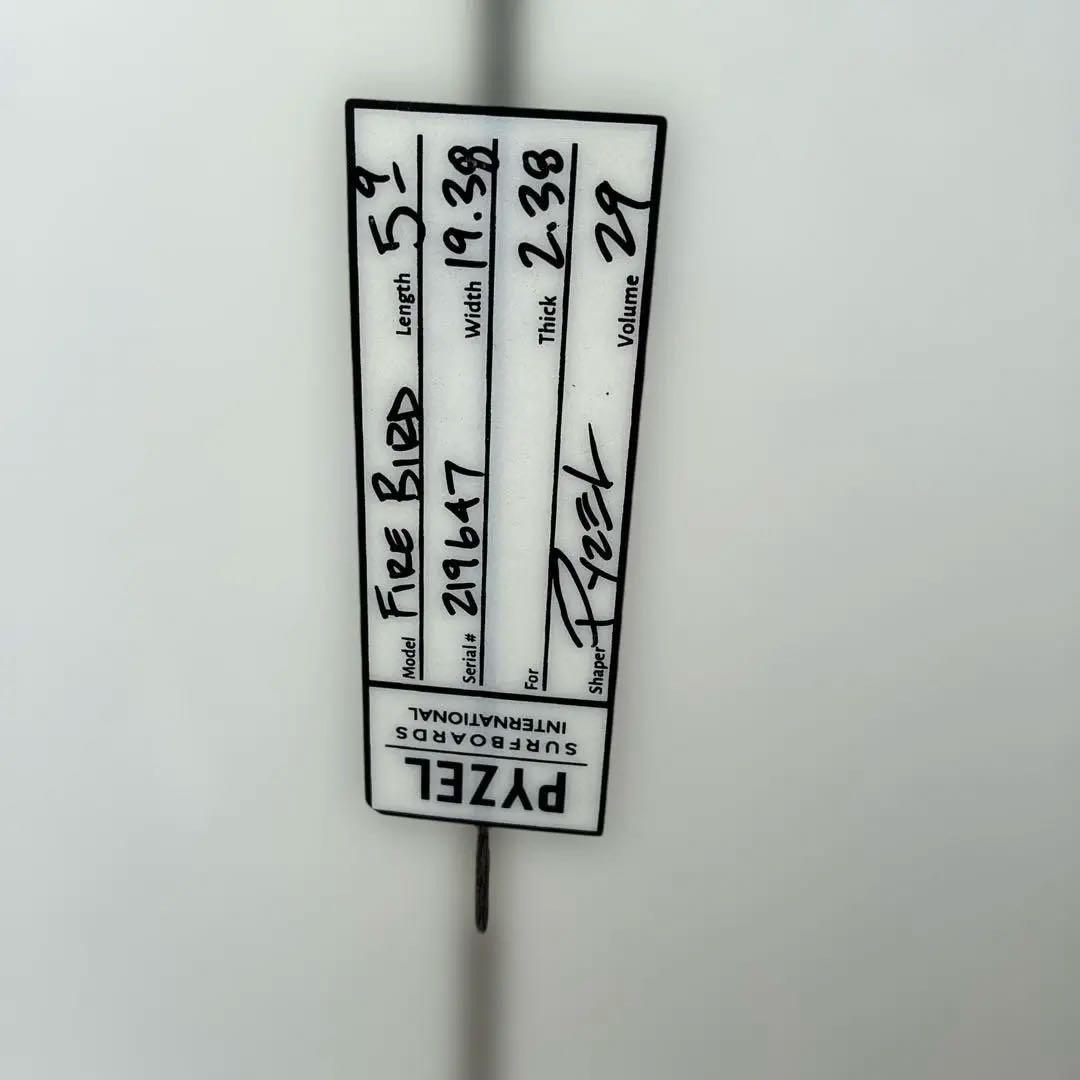 PYZEL
SURFBOARDS
INTERNATIONAL
Model FIRE BIRD Length 5 9
Serial # 219647 Width 19.38
For Thick 2.38
Shaper PYZEL Volume 29